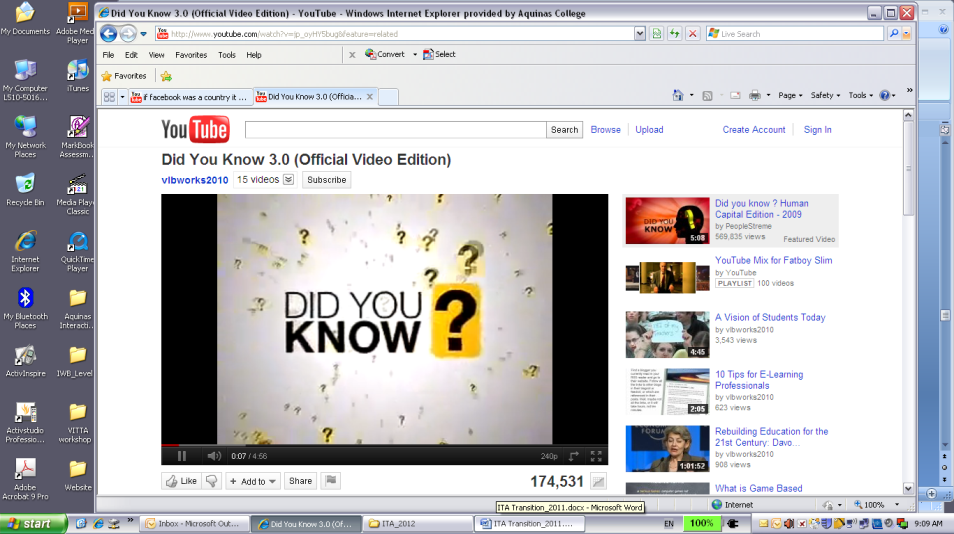 My Documents
Adobe Med
Player
My Computer
L510-5016...
iTunes
My Network
Places
MarkBook
Assessm...
Recycle Bin
Media Playe
Classic
Internet
Explorer
QuickTime
Player
My Bluetooth
Places
Aquinas
Interacti...
ActivInspire
IWB_Level
Activstudio
Professio...
VITTA
workshop
Adobe
Acrobat 9 Pro
Website
Did You Know 3.0 (Official Video Edition) - YouTube - Windows Internet Explorer provided by Aquinas College
http://www.youtube.com/watch?v=jp_oyHY5bug&feature=related
Live Search
File Edit View Favorites Tools Help
Convert Select
Favorites
if facebook was a country it ...
Did You Know 3.0 (Officia...
Page Safety Tools
YouTube
Search
Browse
Upload
Create Account
Sign In
Did You Know 3.0 (Official Video Edition)
vlbworks2010
15 videos
Subscribe
DID YOU
KNOW ?
0:07 / 4:56
240p
Like
+ Add to
Share
174,531
DID YOU
KNOW
5:08
Did you know ? Human
Capital Edition - 2009
by PeopleStreme
569,835 views
Featured Video
YouTube Mix for Fatboy Slim
by YouTube
PLAYLIST 100 videos
4:45
A Vision of Students Today
by vlbworks2010
3,543 views
2:05
10 Tips for E-Learning
Professionals
by vlbworks2010
623 views
1:01:52
Rebuilding Education for the
21st Century: Davo...
by vlbworks2010
908 views
What is Game Based
Internet
100%
ITA Transition_2011.docx - Microsoft Word
start
Inbox - Microsoft Out...
Did You Know 3.0 (Of...
ITA_2012
ITA Transition_2011....
EN
100%
9:09 AM